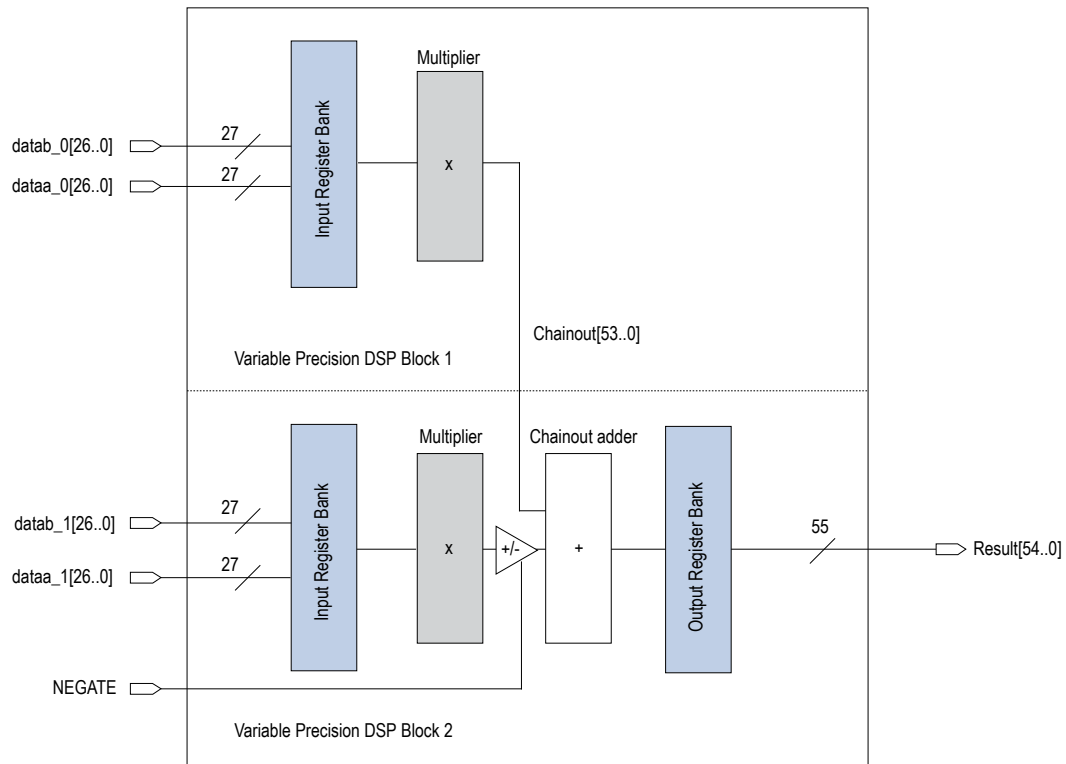 Multiplier
Input Register Bank
27
datab_0[26..0]
27
dataa_0[26..0]
x
Chainout[53..0]
Variable Precision DSP Block 1
Multiplier
Chainout adder
Input Register Bank
Output Register Bank
27
datab_1[26..0]
55
x
+/-
+
Result[54..0]
27
dataa_1[26..0]
NEGATE
Variable Precision DSP Block 2